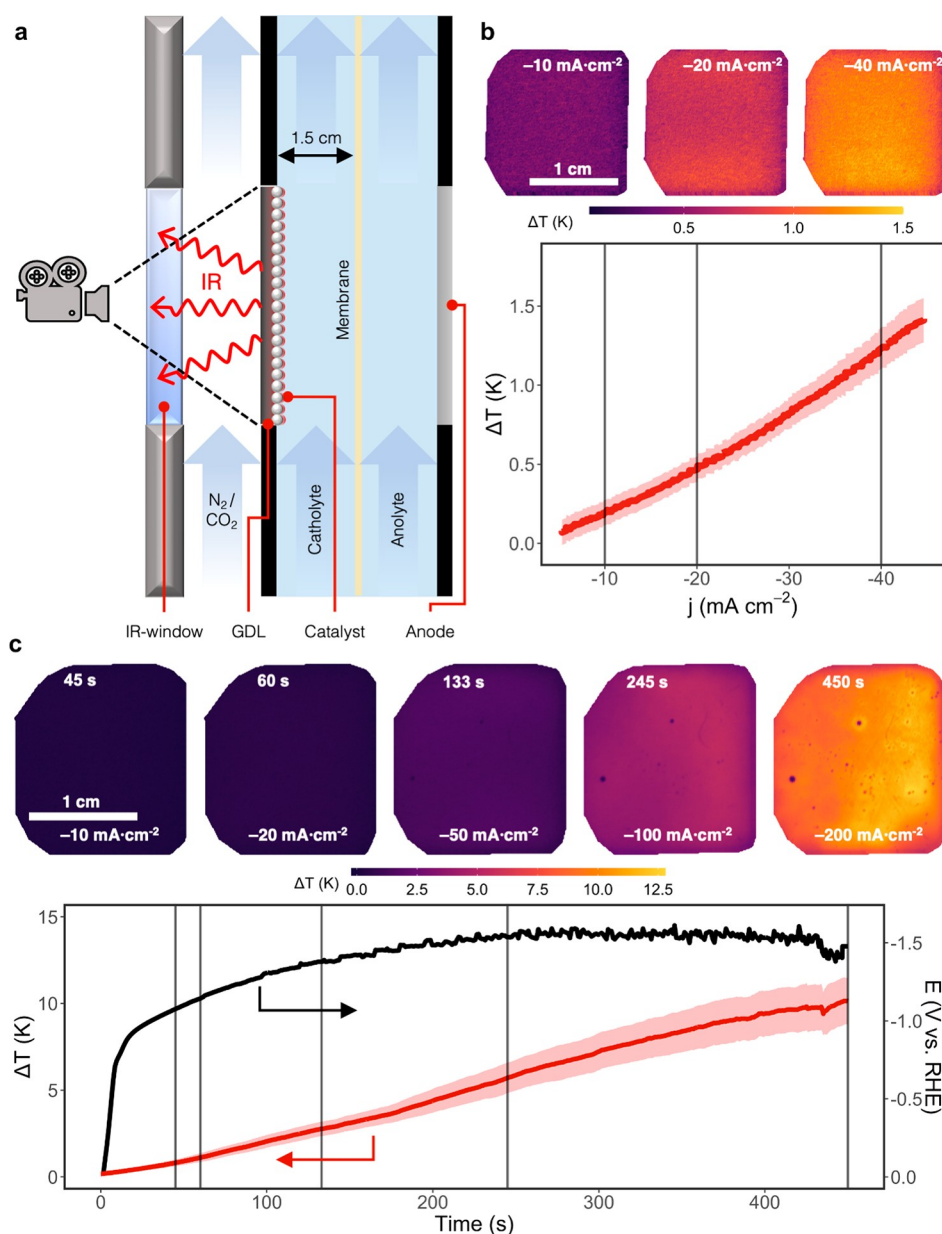 a
1.5 cm
IR
Membrane
N₂/
CO₂
Catholyte
Anolyte
IR-window
GDL
Catalyst
Anode
b
–10 mA·cm⁻²
–20 mA·cm⁻²
–40 mA·cm⁻²
1 cm
ΔT (K)
0.5
1.0
1.5
ΔT (K)
1.5
1.0
0.5
0.0
-10
-20
-30
-40
j (mA cm⁻²)
c
45 s
60 s
133 s
245 s
450 s
1 cm
–10 mA·cm⁻²
–20 mA·cm⁻²
–50 mA·cm⁻²
–100 mA·cm⁻²
–200 mA·cm⁻²
ΔT (K)
0.0
2.5
5.0
7.5
10.0
12.5
ΔT (K)
15
10
5
0
0
100
200
300
400
Time (s)
-1.5
-1.0
-0.5
0.0
E (V vs. RHE)